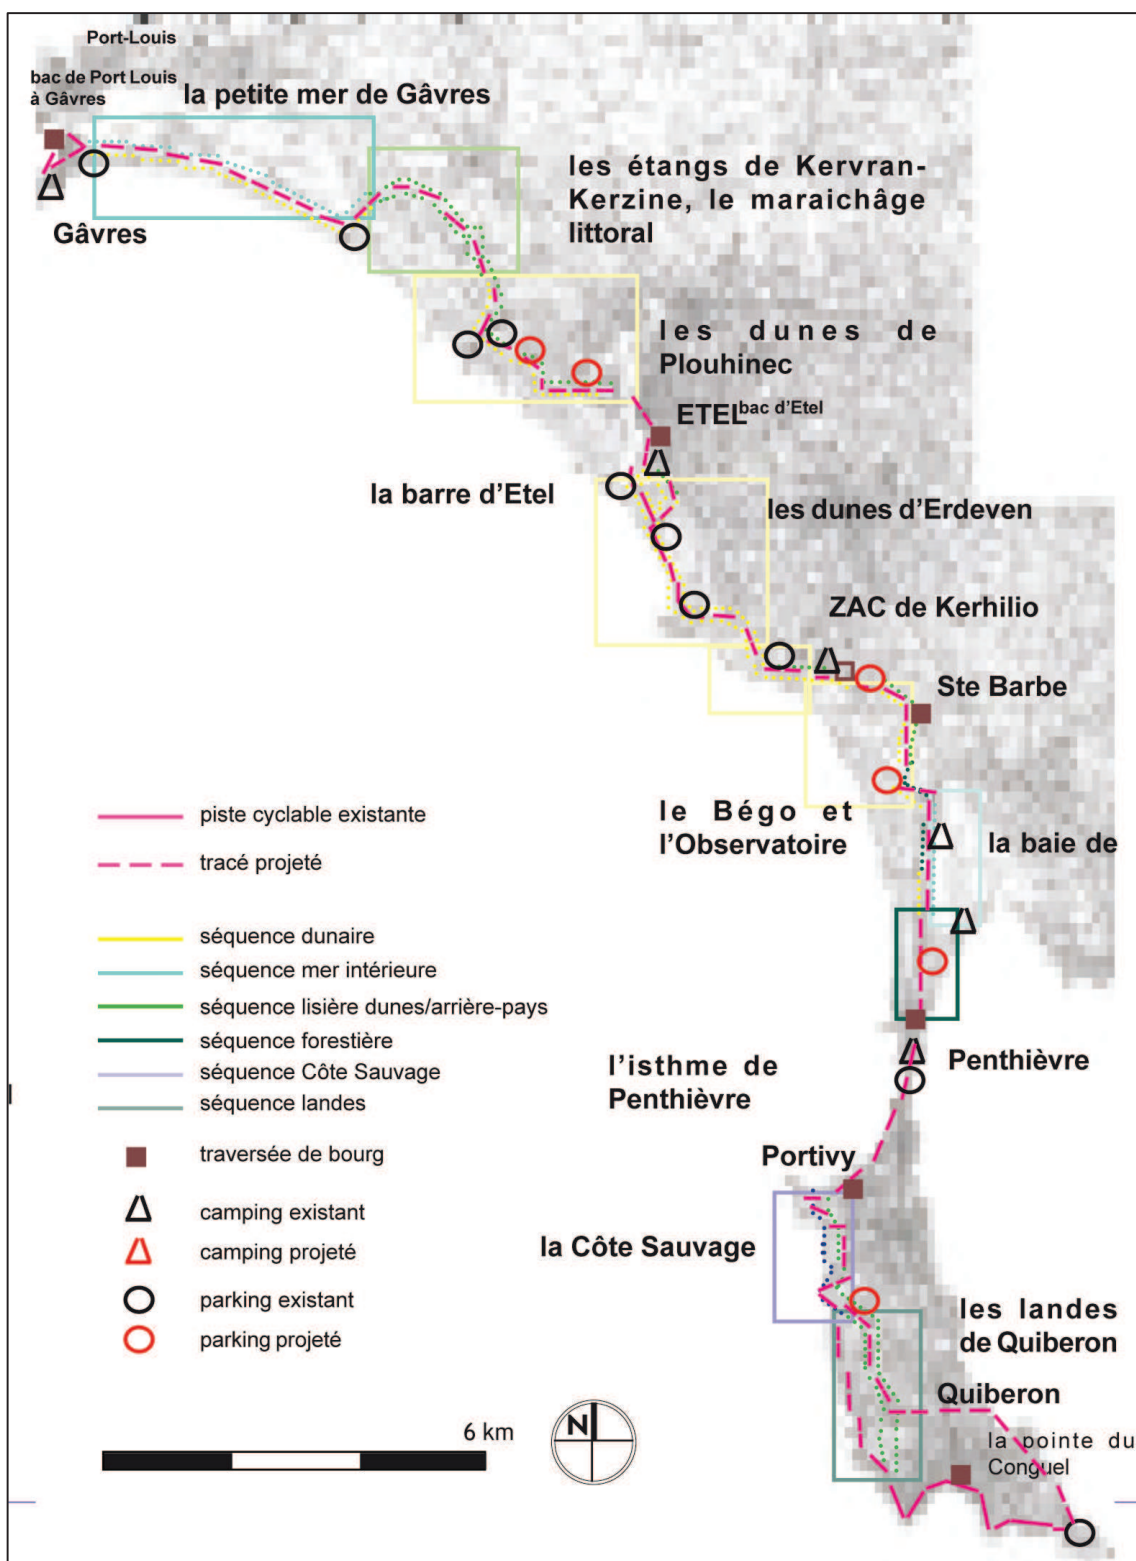 Port-Louis
bac de Port Louis
à Gâvres
la petite mer de Gâvres
Gâvres
les étangs de Kervran-
Kerzine, le maraichâge
littoral
les dunes de
Plouhinec
ETEL bac d'Etel
la barre d'Etel
les dunes d'Erdeven
ZAC de Kerhilio
Ste Barbe
le Bégo et
l'Observatoire
la baie de
piste cyclable existante
tracé projeté
séquence dunaire
séquence mer intérieure
séquence lisière dunes/arrière-pays
séquence forestière
séquence Côte Sauvage
séquence landes
traversée de bourg
camping existant
camping projeté
parking existant
parking projeté
l'isthme de
Penthièvre
Penthièvre
Portivy
la Côte Sauvage
les landes
de Quiberon
Quiberon
la pointe du
Conguel
6 km
N